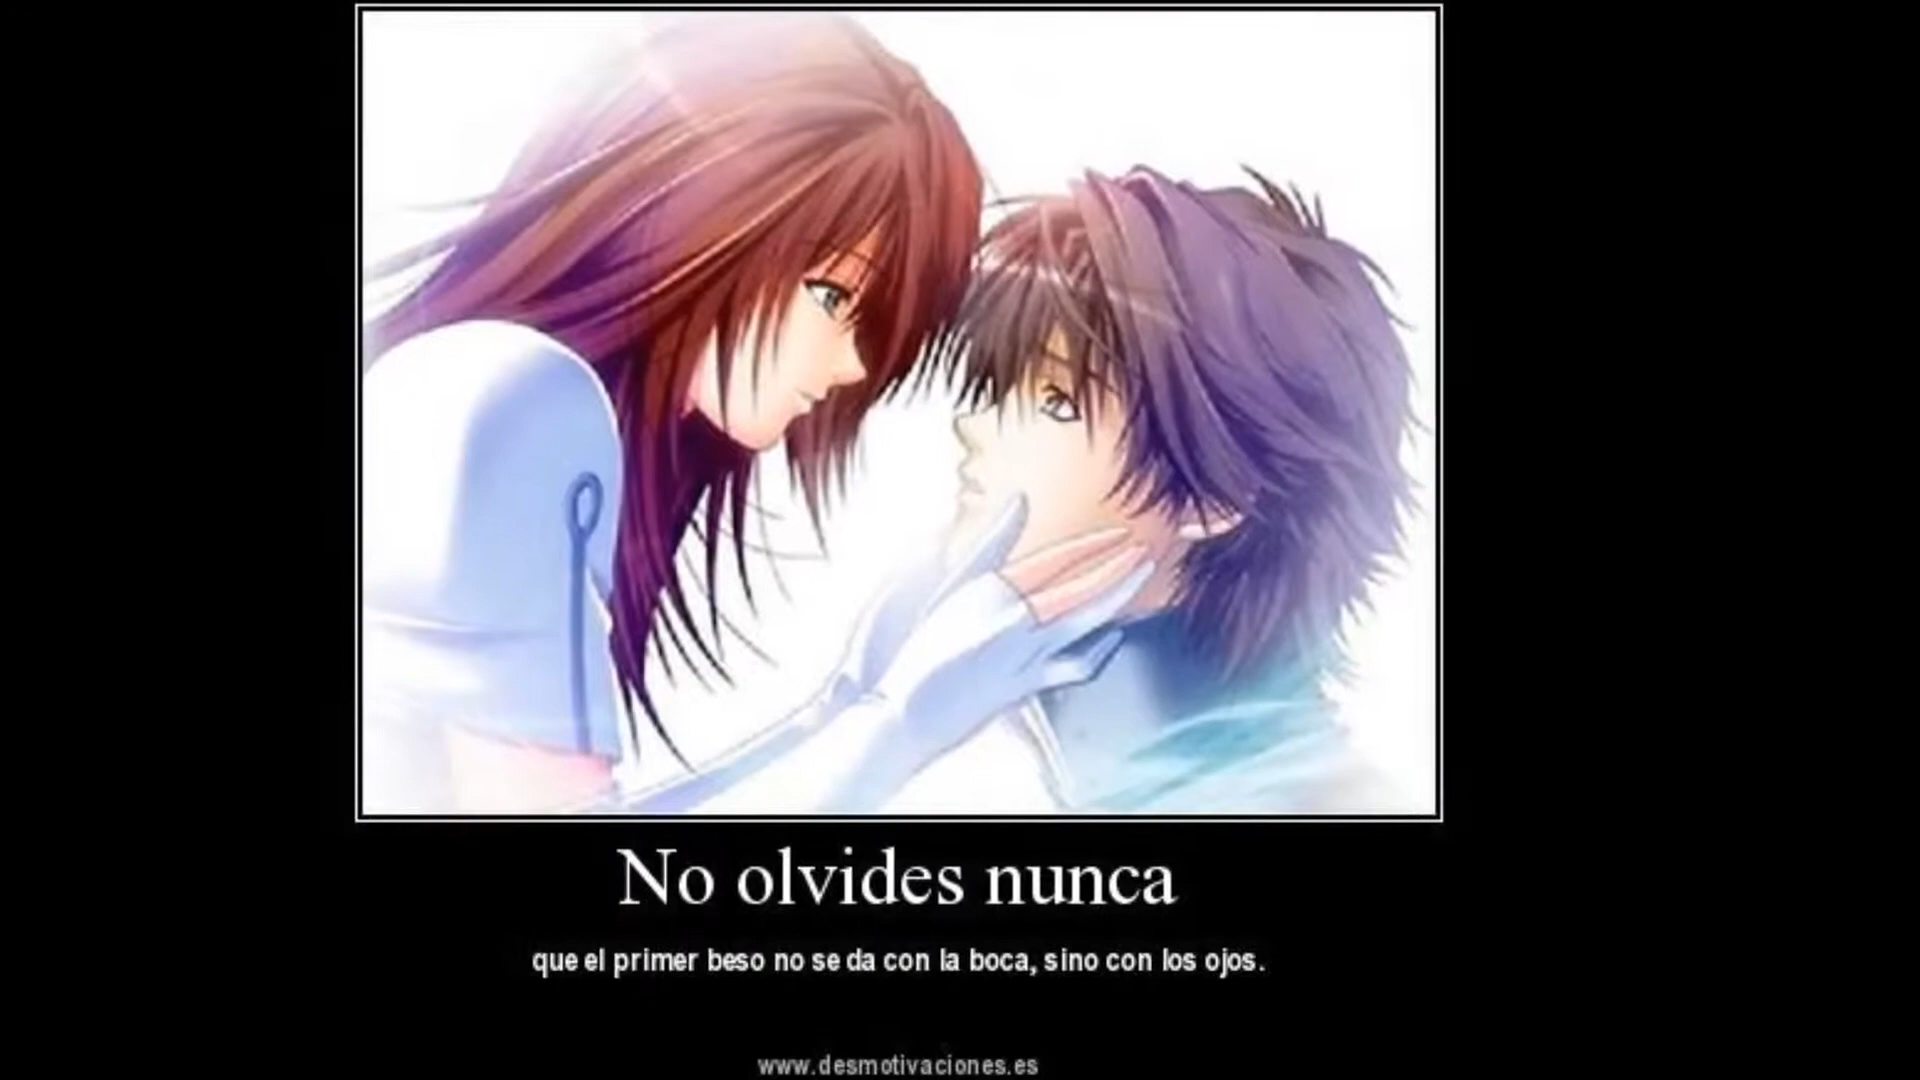 No olvides nunca
que el primer beso no se da con la boca, sino con los ojos.
www.desmotivaciones.es